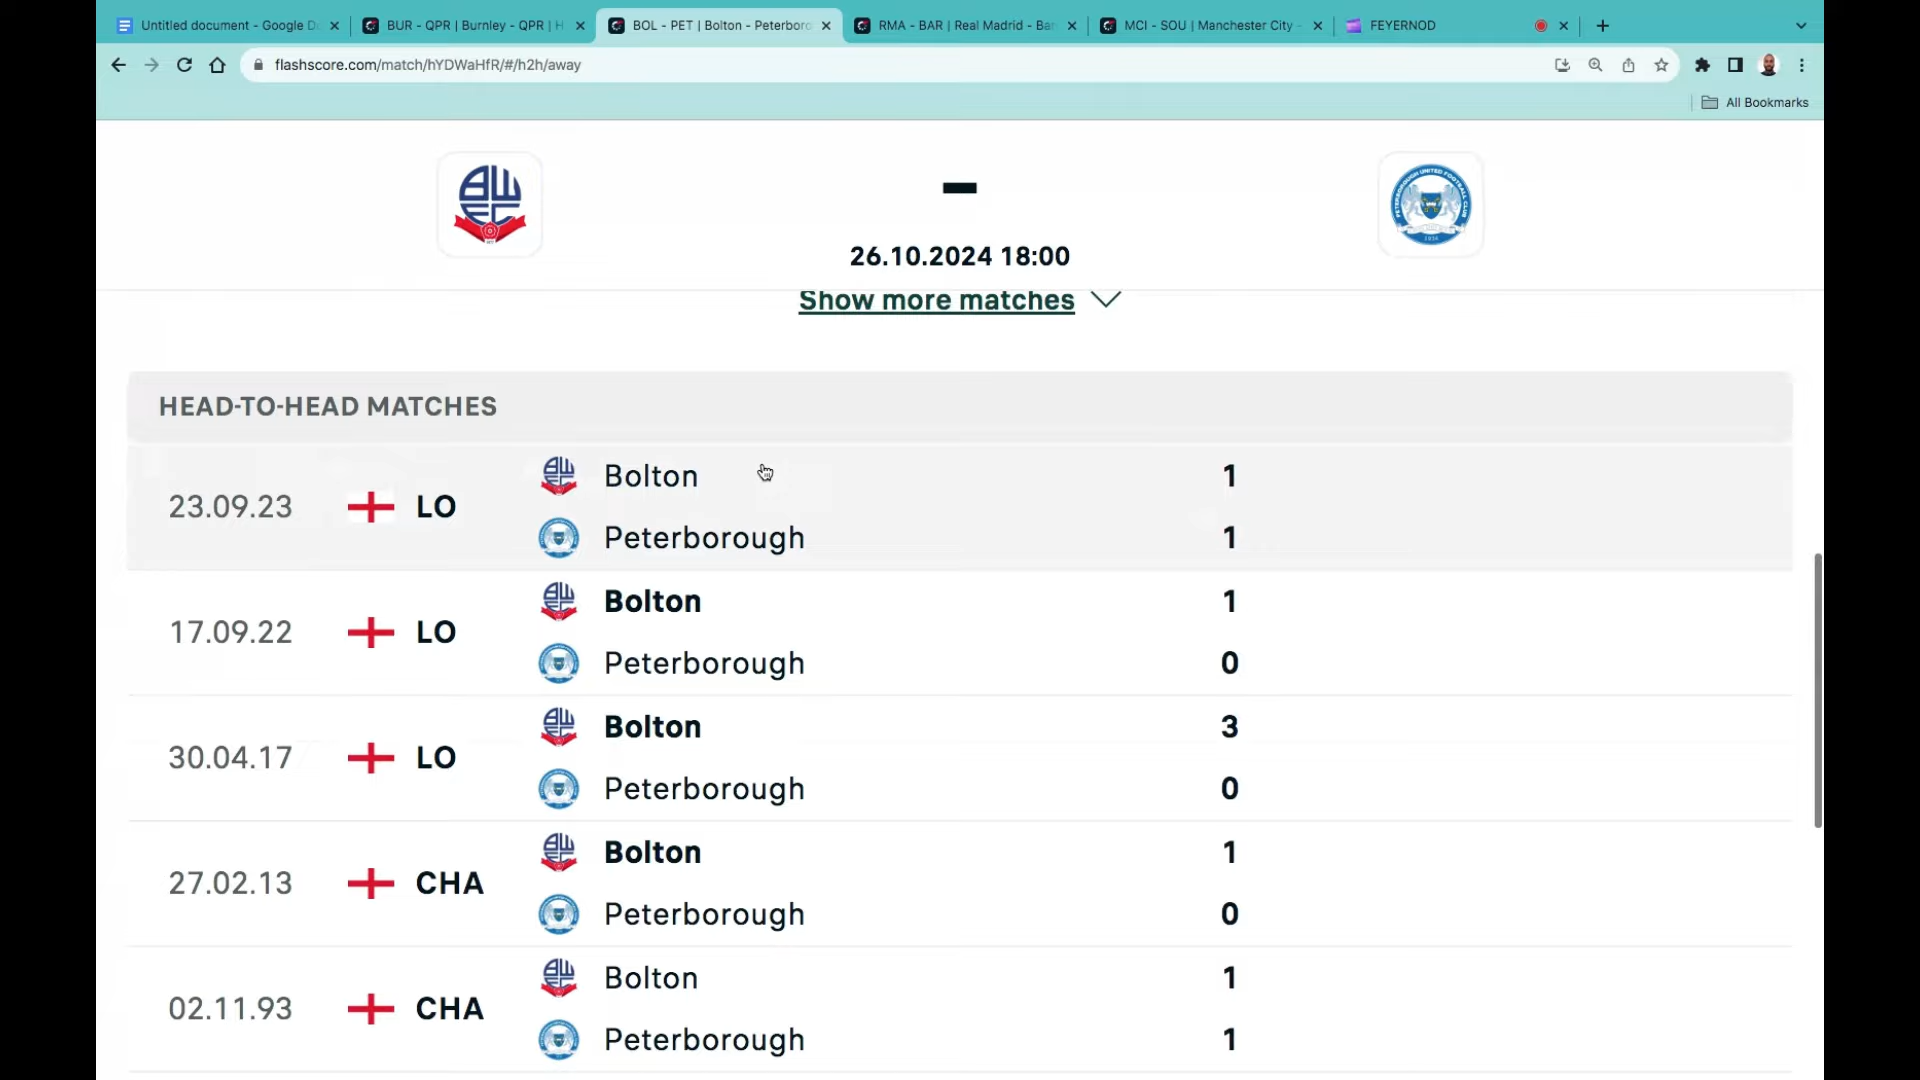 Untitled document - Google D
BUR - QPR | Burnley - QPR | H
BOL - PET | Bolton - Peterboro
RMA - BAR | Real Madrid - Bar
MCI - SOU | Manchester City -
FEYERNOD
flashscore.com/match/hYDWaHfR/#/h2h/away
All Bookmarks
26.10.2024 18:00
Show more matches
HEAD-TO-HEAD MATCHES
23.09.23 LO Bolton 1
Peterborough 1
17.09.22 LO Bolton 1
Peterborough 0
30.04.17 LO Bolton 3
Peterborough 0
27.02.13 CHA Bolton 1
Peterborough 0
02.11.93 CHA Bolton 1
Peterborough 1